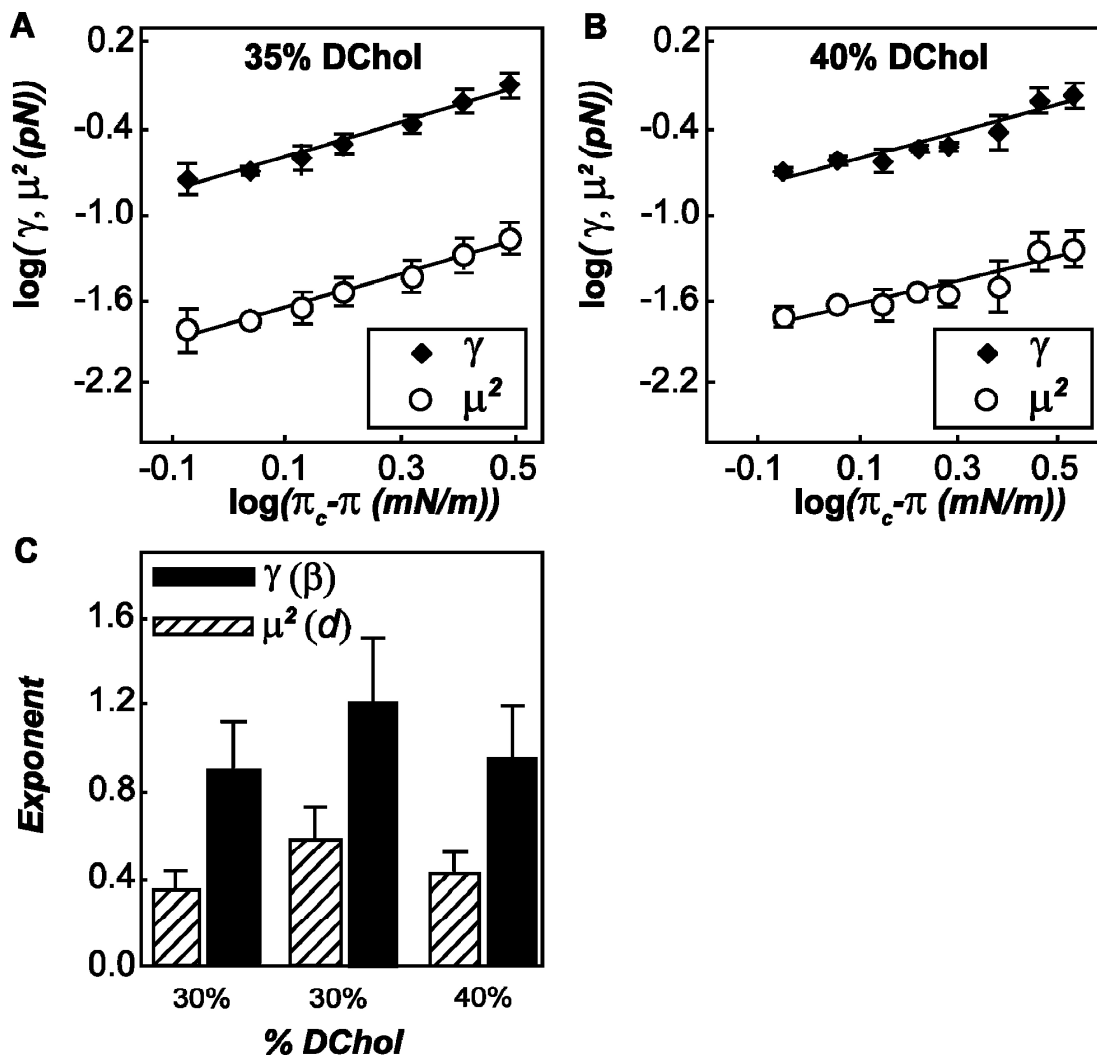 A
35% DChol
log(γ, μ² (pN))
0.2
-0.4
-1.0
-1.6
-2.2
γ
μ²
-0.1 0.1 0.3 0.5
log(πc-π (mN/m))
B
40% DChol
log(γ, μ² (pN))
0.2
-0.4
-1.0
-1.6
-2.2
γ
μ²
-0.1 0.1 0.3 0.5
log(πc-π (mN/m))
C
γ (β)
μ² (d)
Exponent
1.6
1.2
0.8
0.4
0.0
30% 30% 40%
% DChol